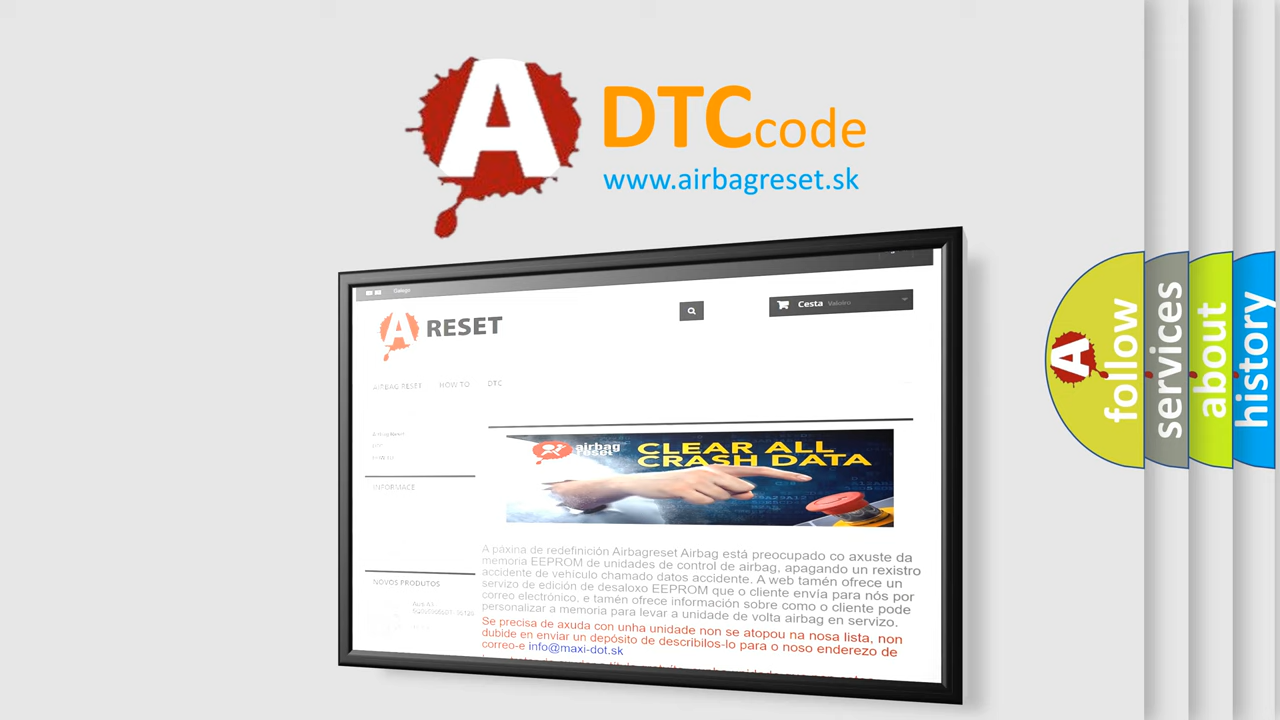 A DTCcode
www.airbagreset.sk
Galego
A RESET
Cesta Valeiro
AIRBAG RESET HOW TO DTC
INFORMACE
airbag
reset
CLEAR ALL
CRASH DATA
A páxina de redefinición Airbagreset Airbag está preocupado co axuste da
memoria EEPROM de unidades de control de airbag, apagando un rexistro
accidente de vehículo chamado datos accidente. A web tamén ofrece un
servizo de edición de desaloxo EEPROM que o cliente envía para nós por
correo electrónico, e tamén ofrece información sobre como o cliente pode
personalizar a memoria para levar a unidade de volta airbag en servizo.
Se precisa de axuda con unha unidade non se atopou na nosa lista, non
dubide en enviar un depósito de describilos-lo para o noso enderezo de
correo-e info@maxi-dot.sk
NOVOS PRODUTOS
A
follow
services
about
history